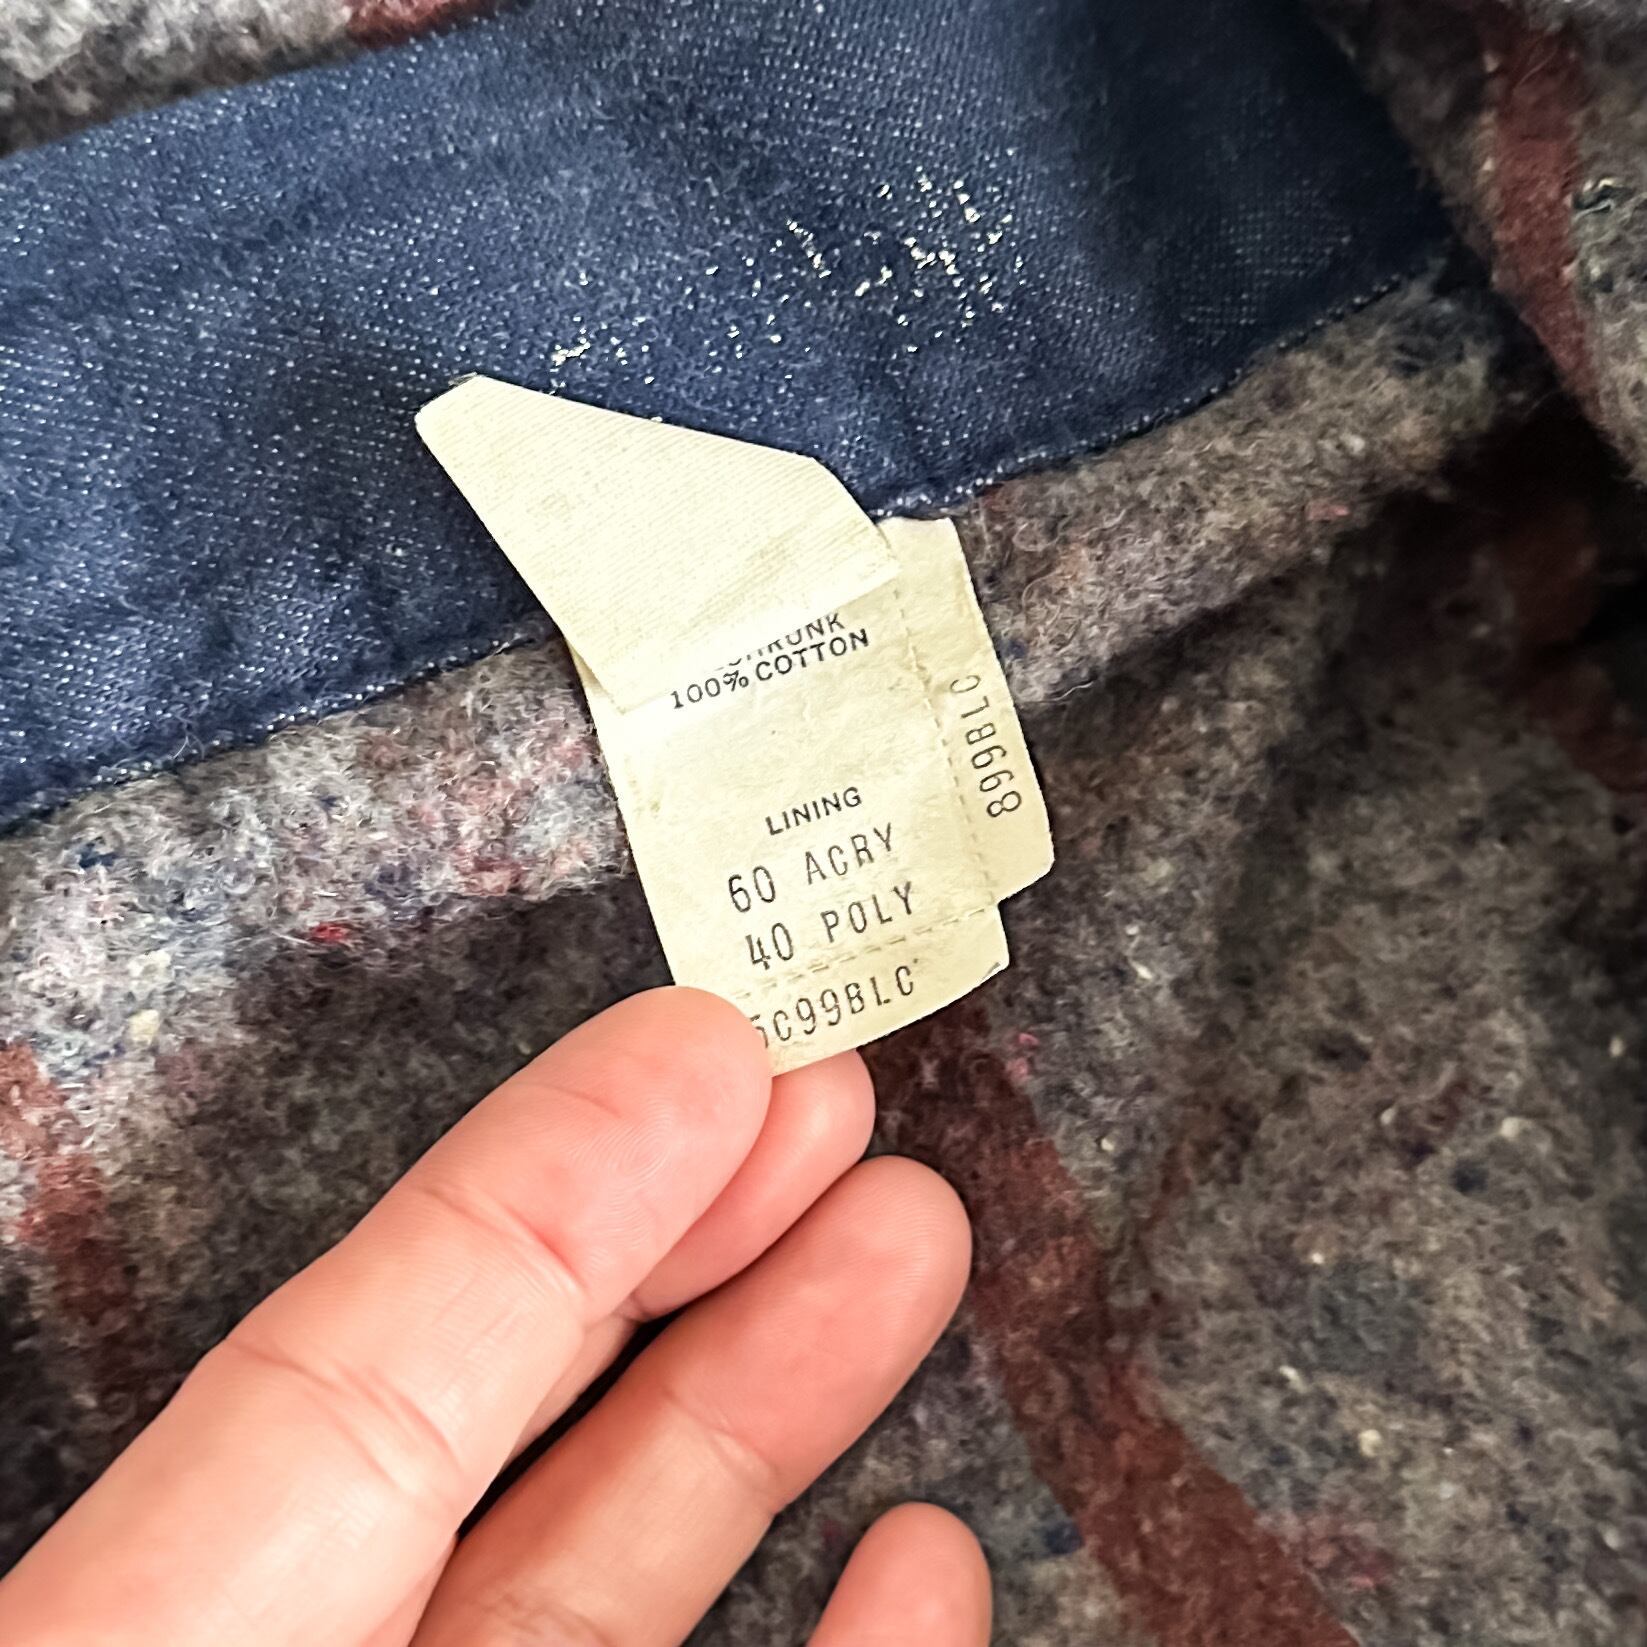 100% COTTON
LINING
60 ACRY
40 POLY
5C99BLC
899BLC